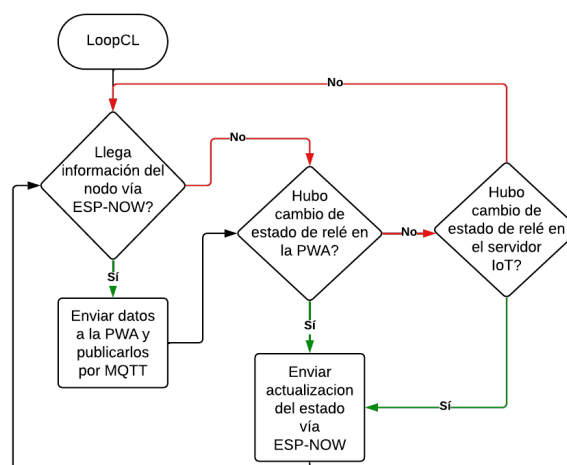 LoopCL
No
Llega
información del
nodo vía
ESP-NOW?
No
Hubo
cambio de
estado de relé en
la PWA?
No
Hubo
cambio de
estado de relé en
el servidor
IoT?
Sí
Enviar datos
a la PWA y
publicarlos
por MQTT
Sí
Enviar
actualizacion
del estado
vía
ESP-NOW
Sí